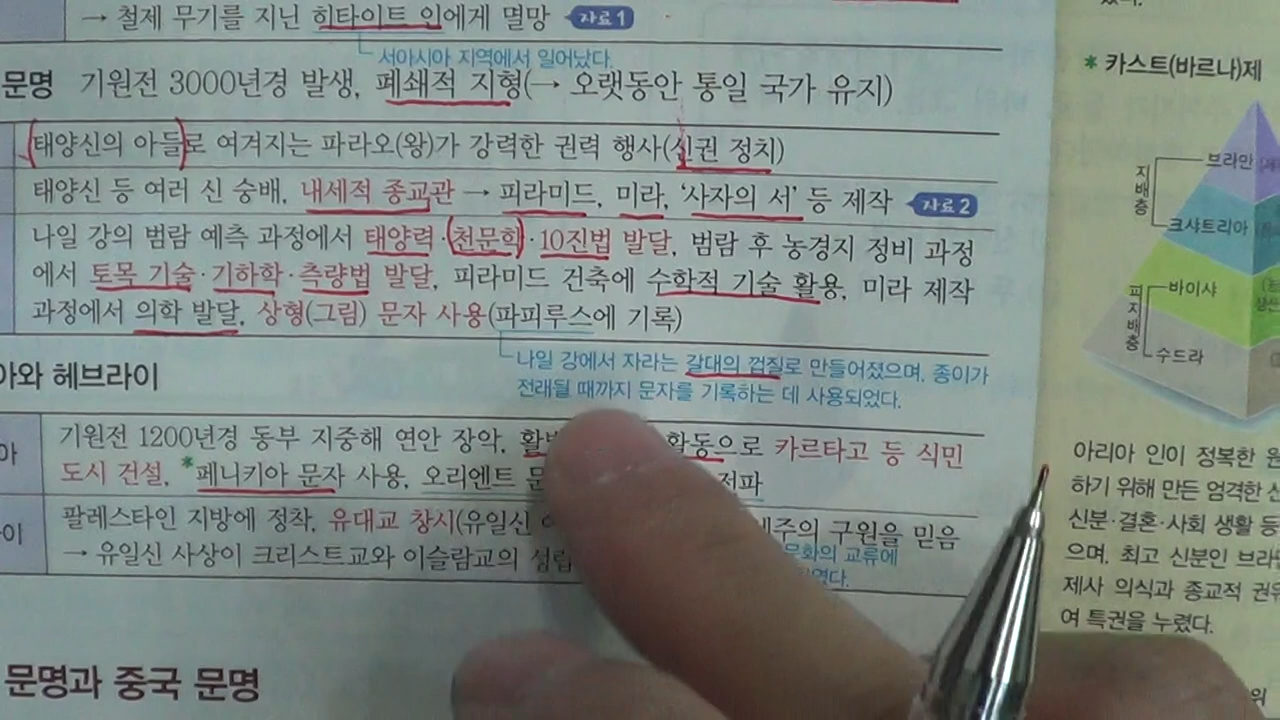 → 철제 무기를 지닌 히타이트 인에게 멸망 자료 1
서아시아 지역에서 일어났다.
문명 기원전 3000년경 발생, 폐쇄적 지형(→ 오랫동안 통일 국가 유지)
태양신의 아들로 여겨지는 파라오(왕)가 강력한 권력 행사(신권 정치)
태양신 등 여러 신 숭배, 내세적 종교관 → 피라미드, 미라, ‘사자의 서’ 등 제작 자료 2
나일 강의 범람 예측 과정에서 태양력·천문학·10진법 발달, 범람 후 농경지 정비 과정
에서 토목 기술·기하학·측량법 발달, 피라미드 건축에 수학적 기술 활용, 미라 제작
과정에서 의학 발달, 상형(그림) 문자 사용(파피루스에 기록)
나일 강에서 자라는 갈대의 껍질로 만들어졌으며, 종이가
전래될 때까지 문자를 기록하는 데 사용되었다.
아와 헤브라이
아 기원전 1200년경 동부 지중해 연안 장악, 활동으로 카르타고 등 식민
도시 건설, *페니키아 문자 사용, 오리엔트 전파
이 팔레스타인 지방에 정착, 유대교 창시(유일신 구원을 믿음
→ 유일신 사상이 크리스트교와 이슬람교의 성립
문화의 교류에
문명과 중국 문명
* 카스트(바르나)제
지배층
브라만
크샤트리아
피지배층
바이샤
수드라
아리아 인이 정복한 원
하기 위해 만든 엄격한 신
신분·결혼·사회 생활 등
으며, 최고 신분인 브라만
제사 의식과 종교적 권위
여 특권을 누렸다.